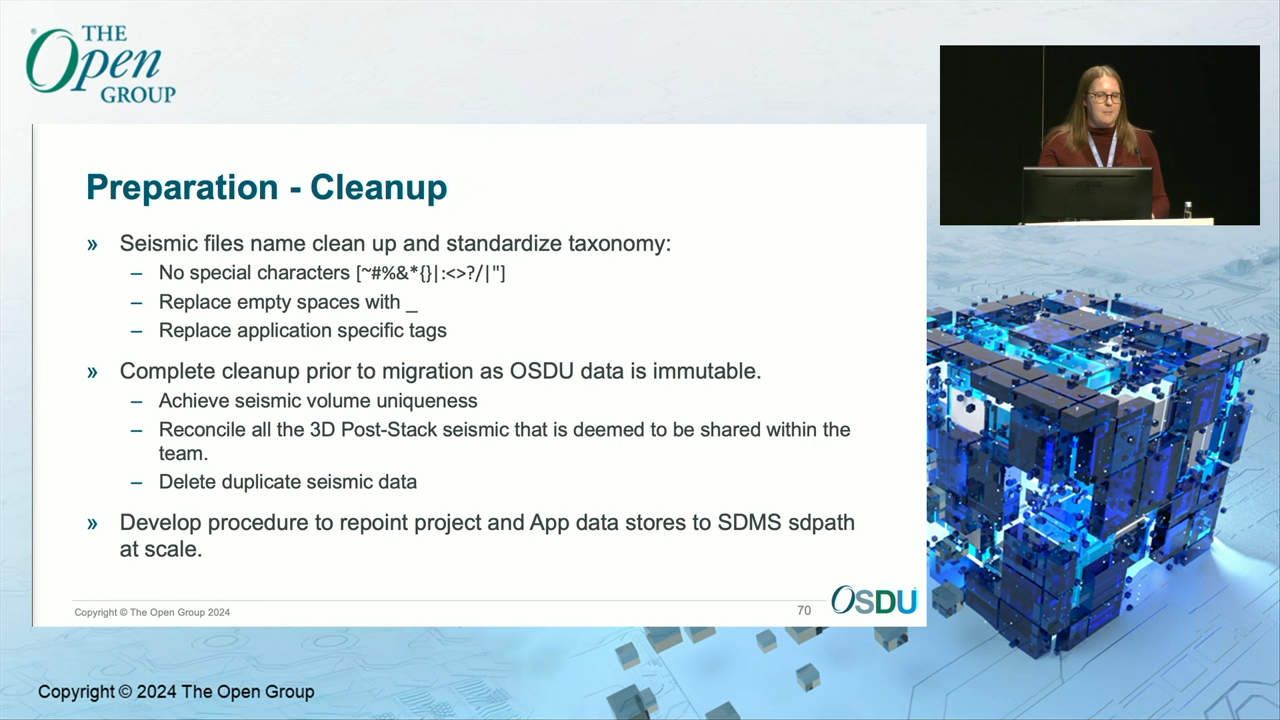 THE
Open
GROUP
Preparation - Cleanup
» Seismic files name clean up and standardize taxonomy:
– No special characters [~#%&*{}|:<>?/|"]
– Replace empty spaces with _
– Replace application specific tags
» Complete cleanup prior to migration as OSDU data is immutable.
– Achieve seismic volume uniqueness
– Reconcile all the 3D Post-Stack seismic that is deemed to be shared within the
team.
– Delete duplicate seismic data
» Develop procedure to repoint project and App data stores to SDMS sdpath
at scale.
Copyright © The Open Group 2024
70
OSDU
Copyright © 2024 The Open Group